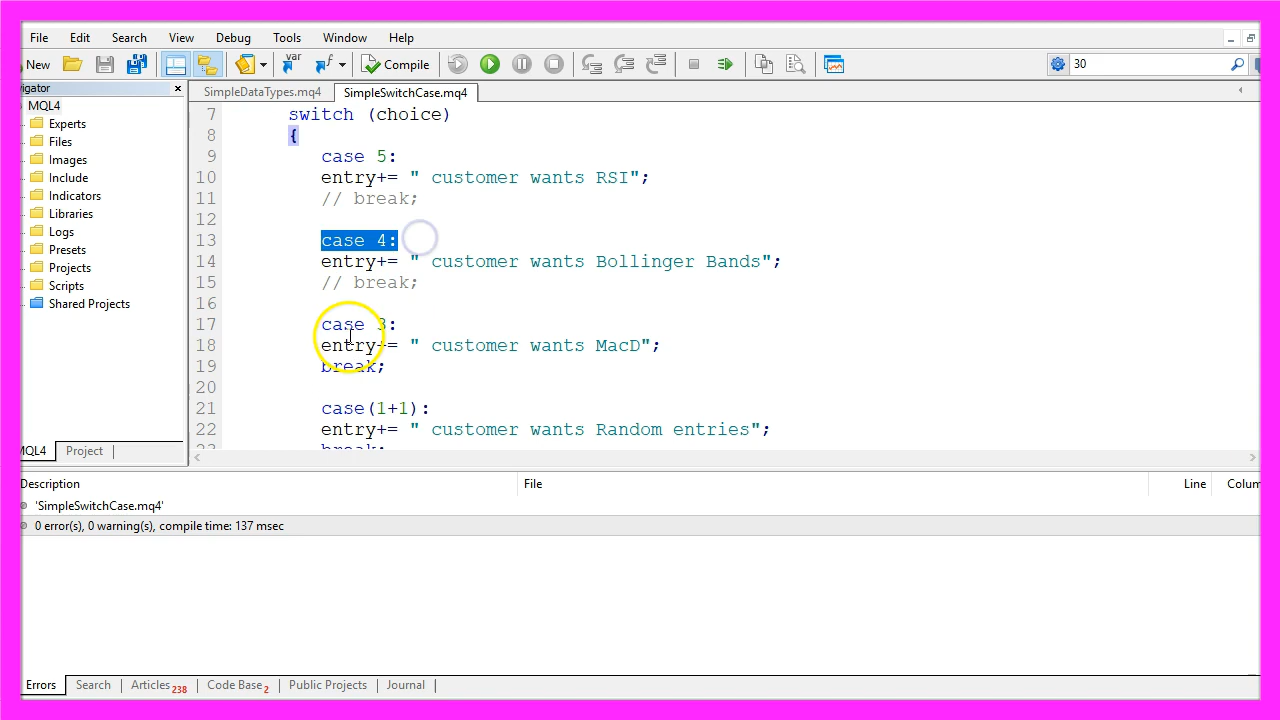 File Edit Search View Debug Tools Window Help
New Compile 30
SimpleDataTypes.mq4 SimpleSwitchCase.mq4
vigator
MQL4
Experts
Files
Images
Include
Indicators
Libraries
Logs
Presets
Projects
Scripts
Shared Projects
MQL4 Project
7 switch (choice)
8 {
9 case 5:
10 entry+= " customer wants RSI";
11 // break;
12
13 case 4:
14 entry+= " customer wants Bollinger Bands";
15 // break;
16
17 case 3:
18 entry+= " customer wants MacD";
19 break;
20
21 case(1+1):
22 entry+= " customer wants Random entries";
23 break;
Description File Line Colum
'SimpleSwitchCase.mq4'
0 error(s), 0 warning(s), compile time: 137 msec
Errors Search Articles 238 Code Base 2 Public Projects Journal